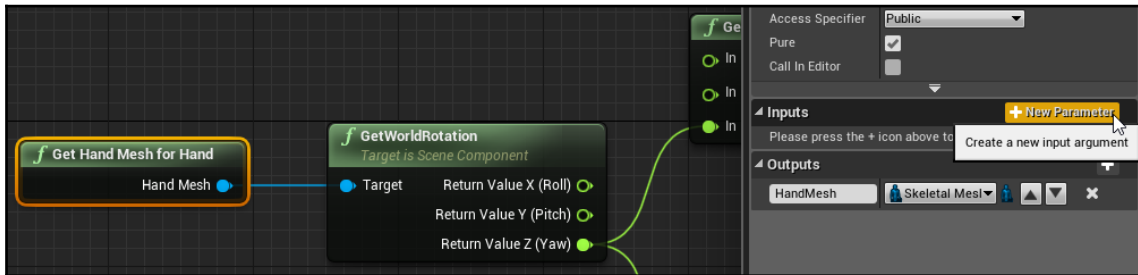 f Get Hand Mesh for Hand
Hand Mesh
f GetWorldRotation
Target is Scene Component
Target
Return Value X (Roll)
Return Value Y (Pitch)
Return Value Z (Yaw)
f Ge
In
In
In
Access Specifier
Public
Pure
Call In Editor
Inputs
+ New Parameter
Please press the + icon above to
Create a new input argument
Outputs
+
HandMesh
Skeletal Mesl